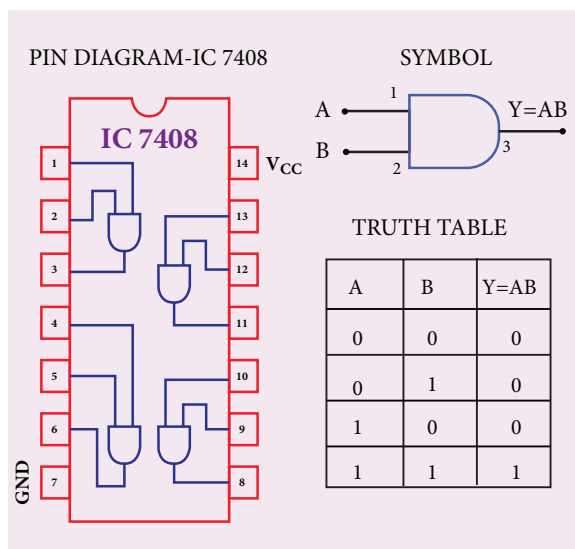 PIN DIAGRAM-IC 7408
IC 7408
1
2
3
4
5
6
7
GND
14 VCC
13
12
11
10
9
8
SYMBOL
A 1
B 2
3
Y=AB
TRUTH TABLE
A B Y=AB
0 0 0
0 1 0
1 0 0
1 1 1